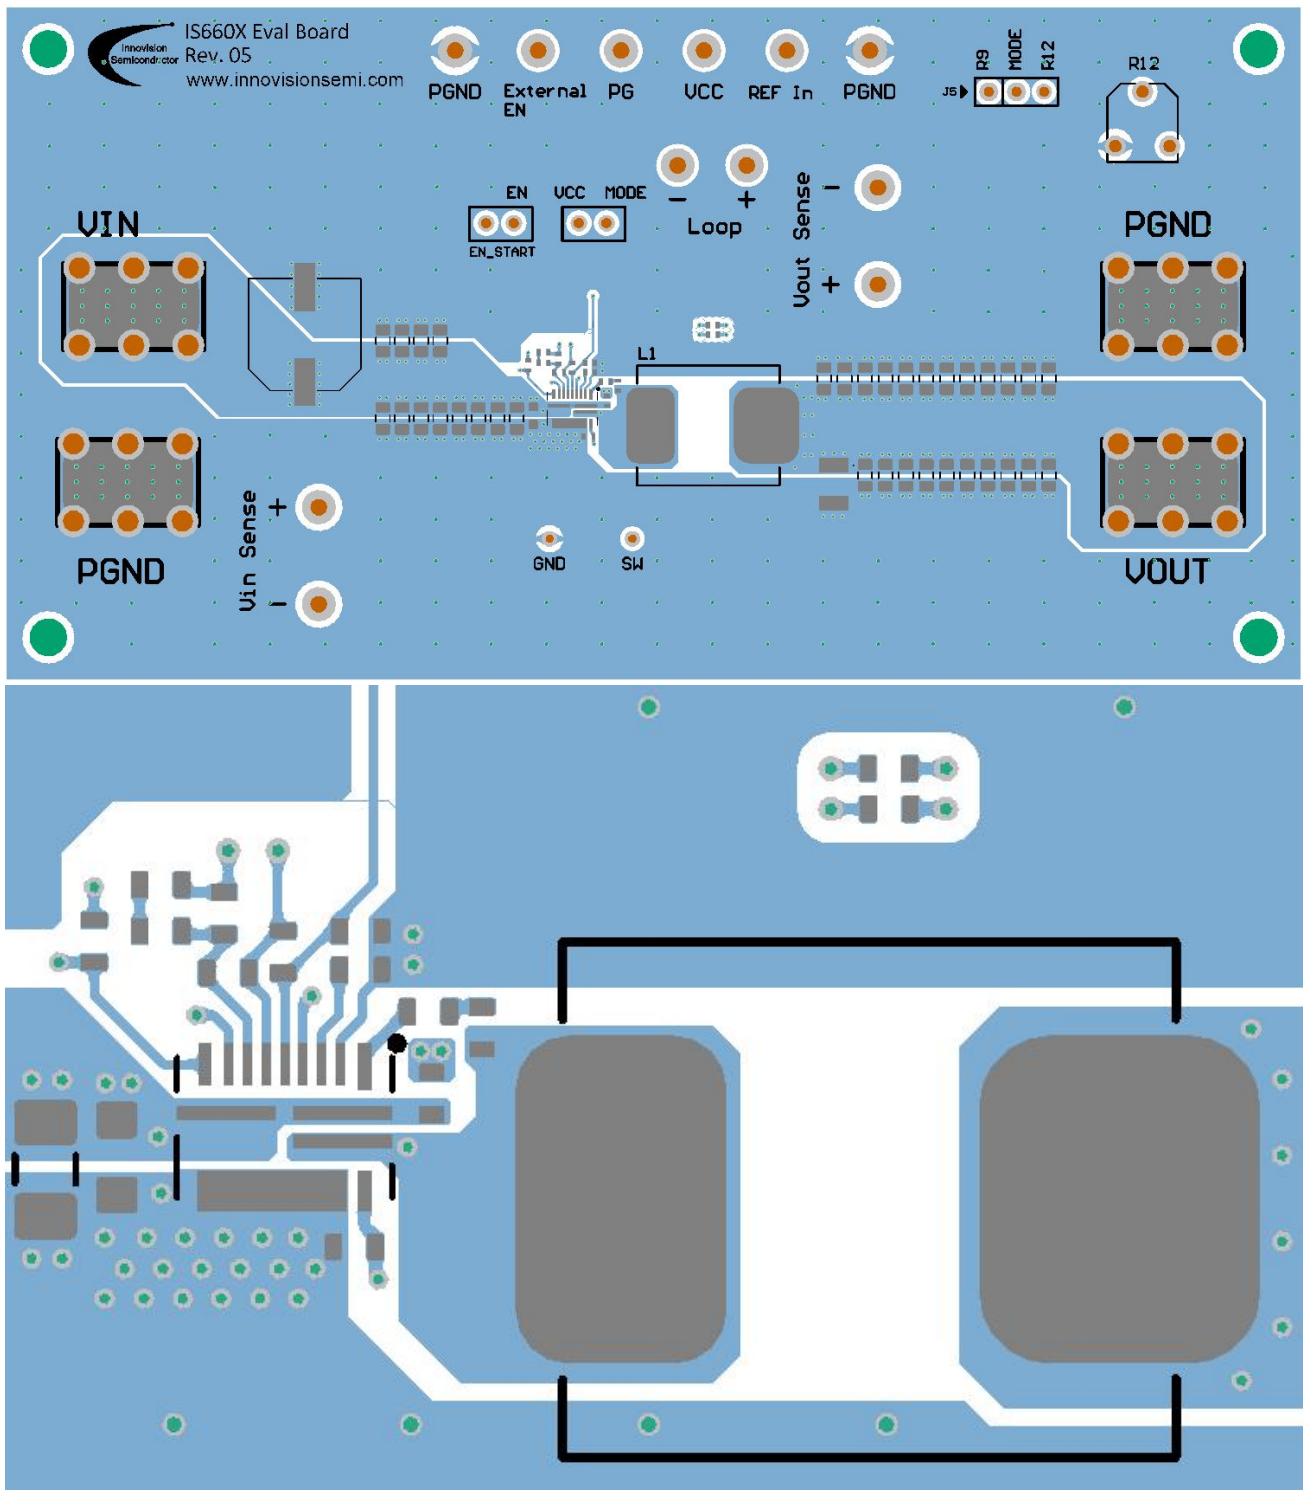 Innovision
Semiconductor
IS660X Eval Board
Rev. 05
www.innovisionsemi.com
PGND
External
EN
PG
VCC
REF In
PGND
J5
R9
MODE
R12
R12
EN
VCC
MODE
EN_START
-
+
Loop
Vout Sense
-
+
VIN
PGND
L1
Vin Sense
+
-
PGND
GND
SW
VOUT